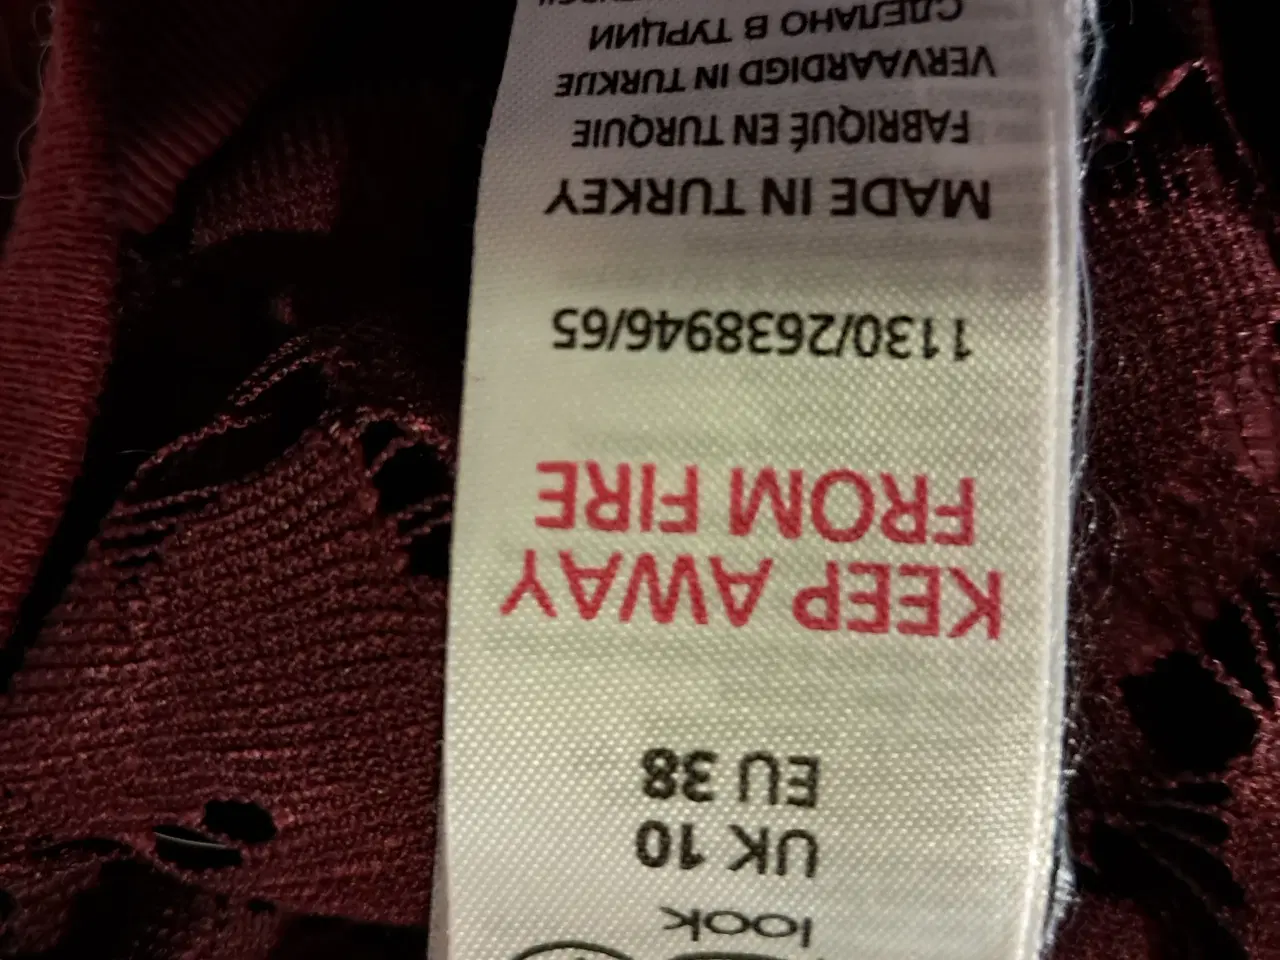 look
UK 10
EU 38
KEEP AWAY
FROM FIRE
1130/2638946/65
MADE IN TURKEY
FABRIQUÉ EN TURQUIE
VERVAARDIGD IN TURKIJE
СДЕЛАНО В ТУРЦИИ